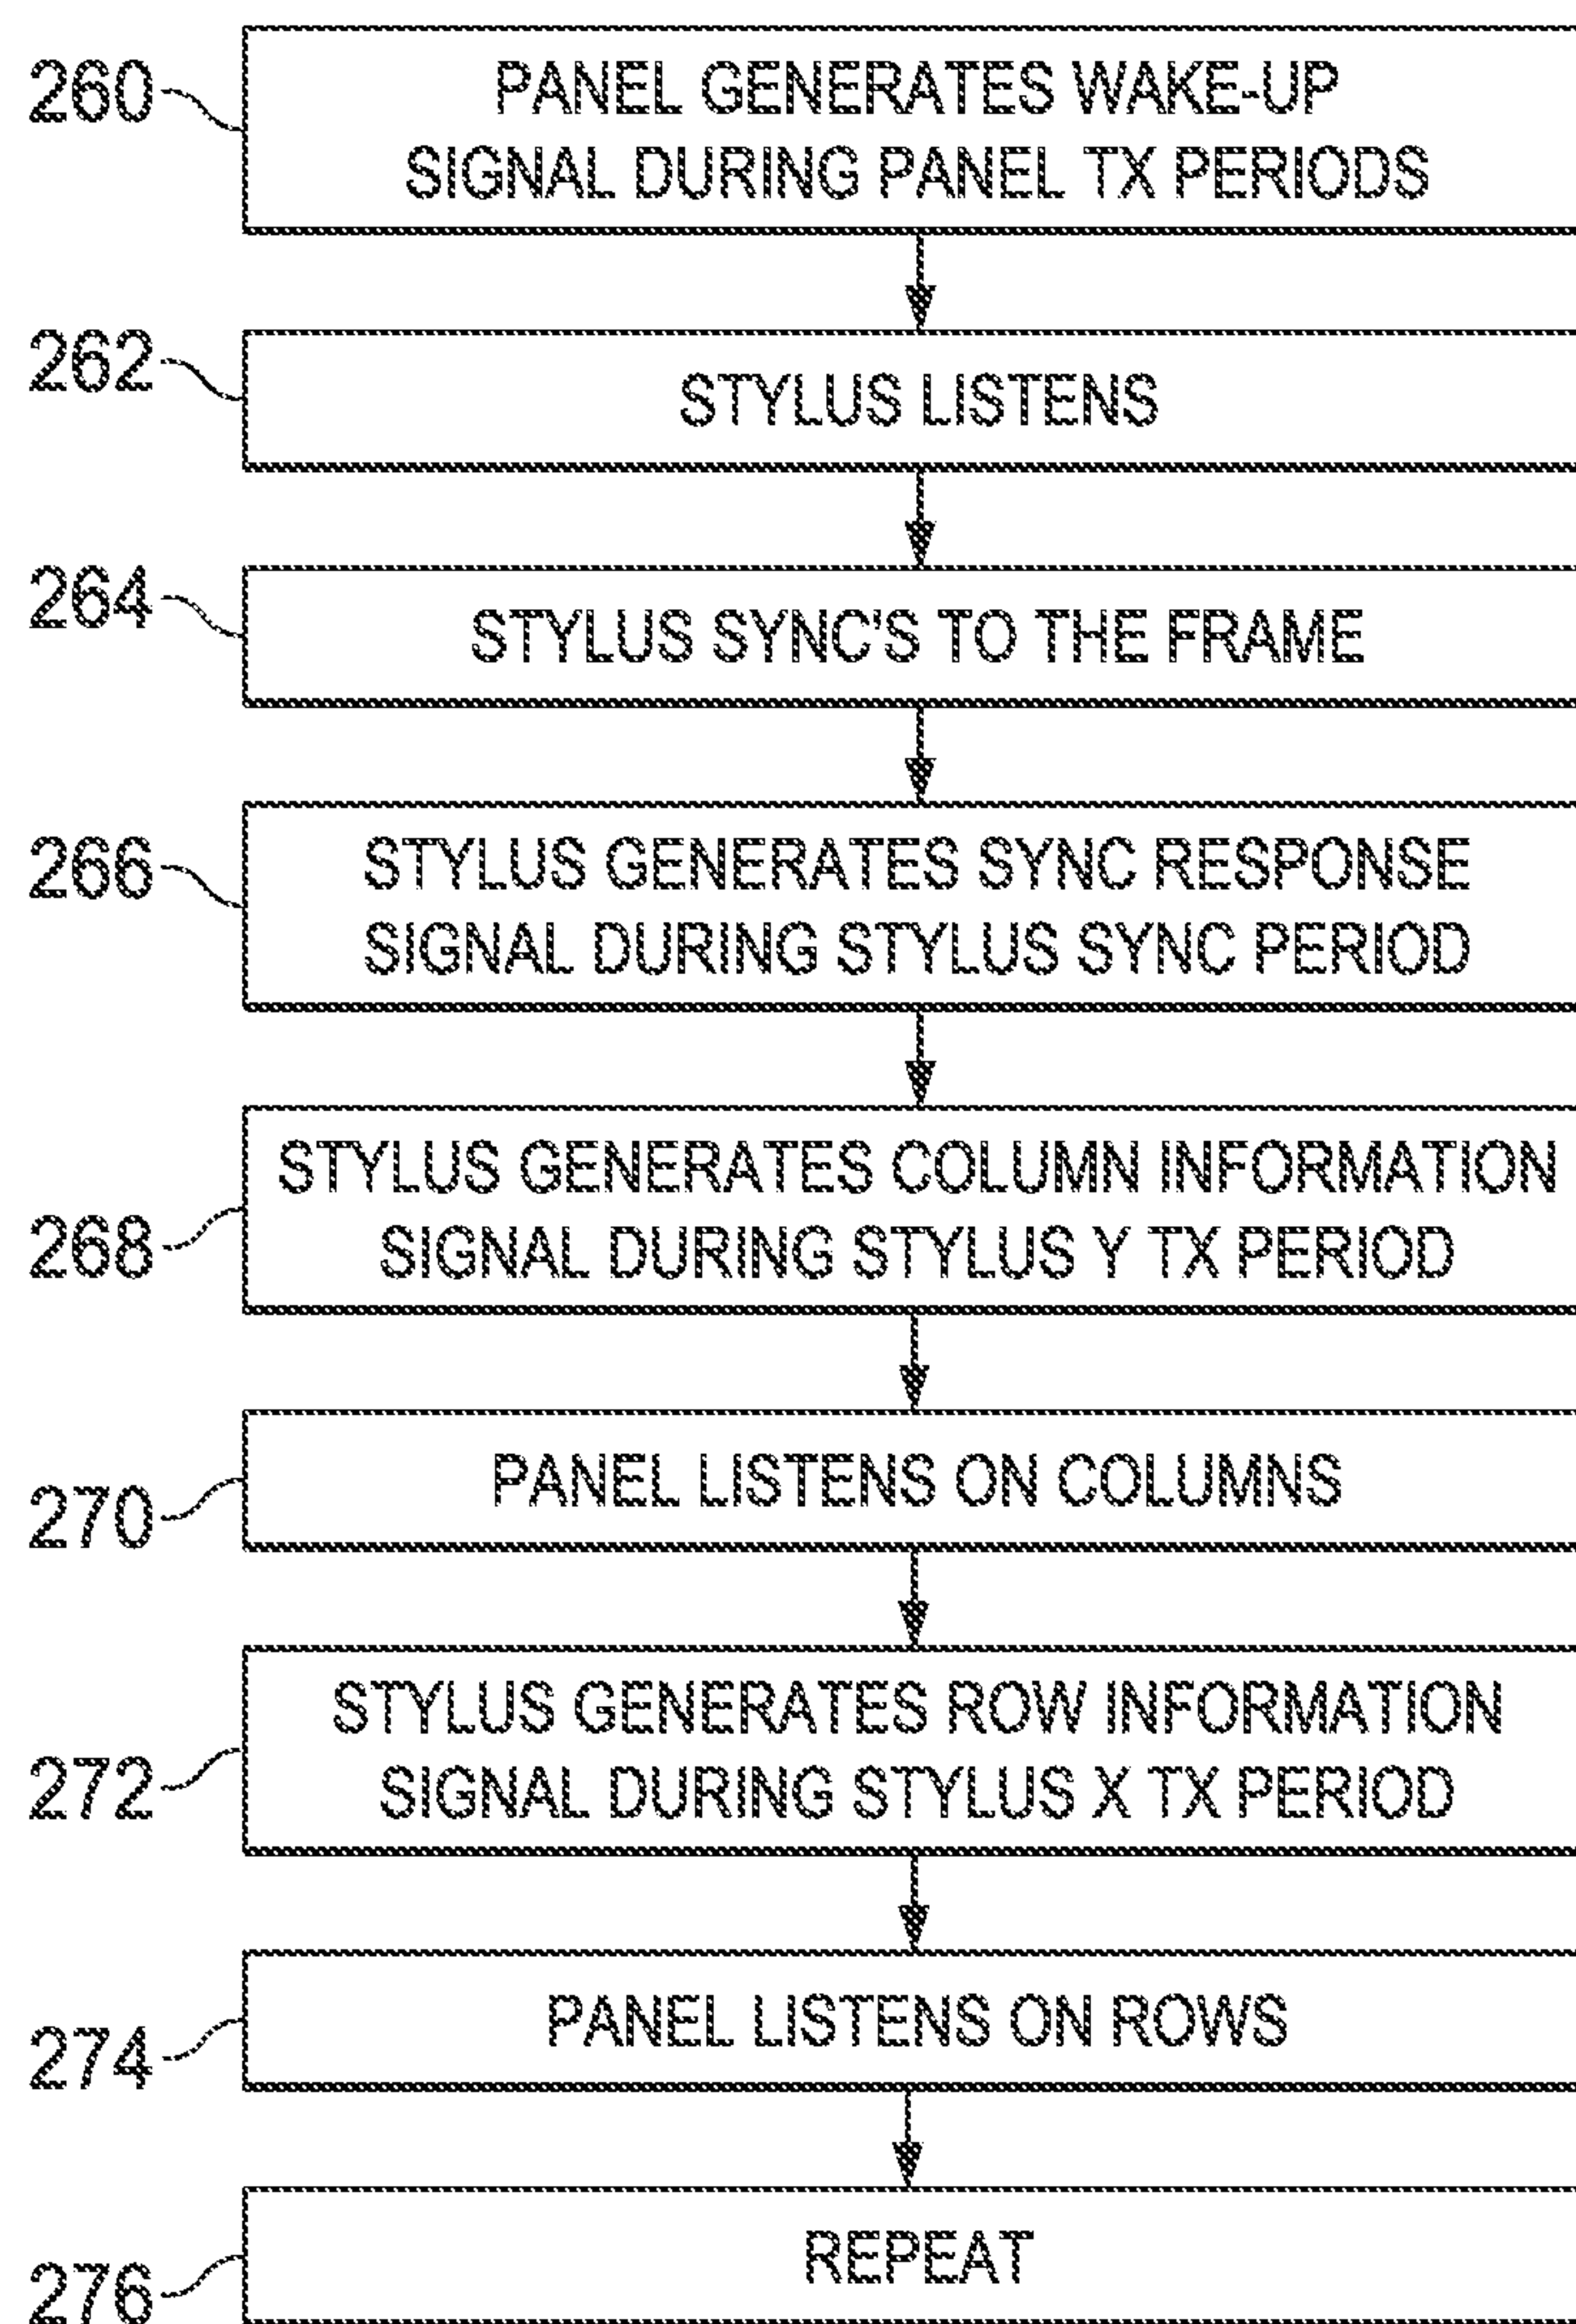 260
PANEL GENERATES WAKE-UP
SIGNAL DURING PANEL TX PERIODS
262
STYLUS LISTENS
264
STYLUS SYNC'S TO THE FRAME
266
STYLUS GENERATES SYNC RESPONSE
SIGNAL DURING STYLUS SYNC PERIOD
268
STYLUS GENERATES COLUMN INFORMATION
SIGNAL DURING STYLUS Y TX PERIOD
270
PANEL LISTENS ON COLUMNS
272
STYLUS GENERATES ROW INFORMATION
SIGNAL DURING STYLUS X TX PERIOD
274
PANEL LISTENS ON ROWS
276
REPEAT